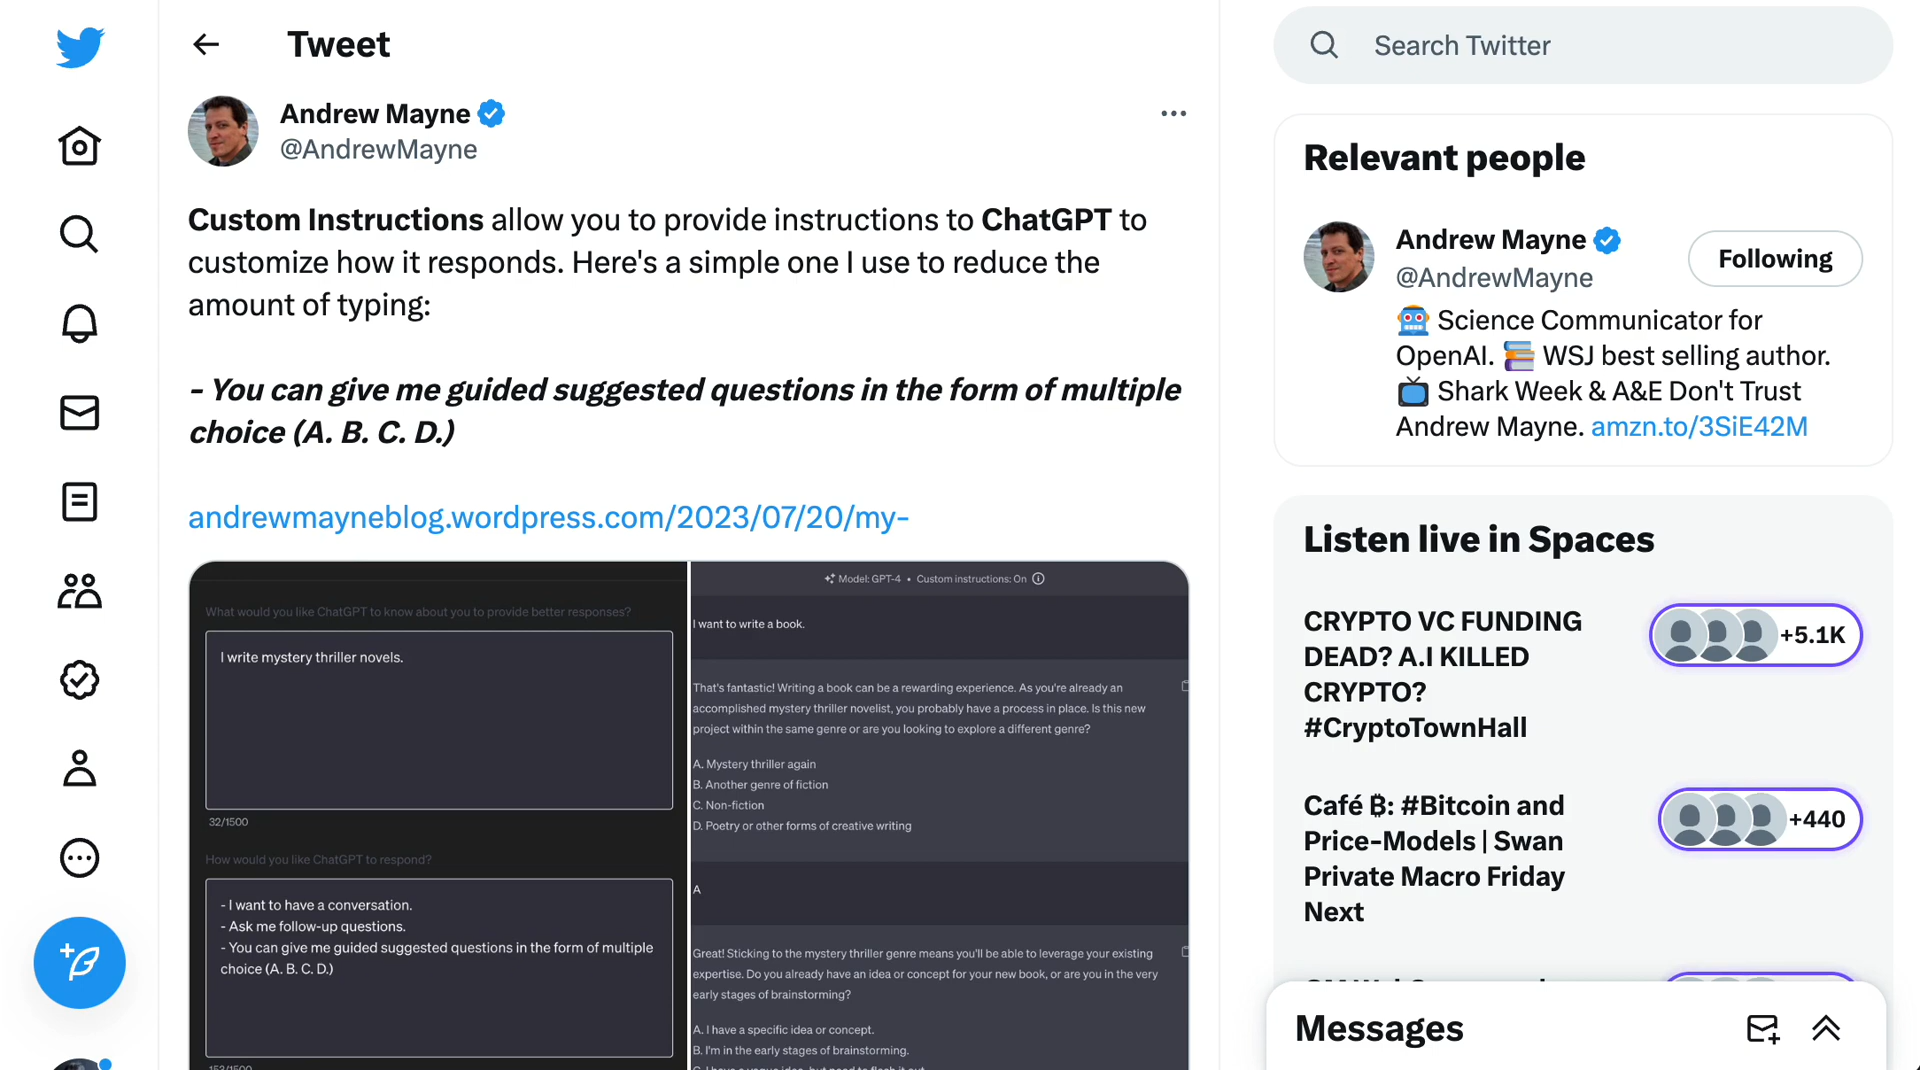 Tweet
Andrew Mayne
@AndrewMayne
Custom Instructions allow you to provide instructions to ChatGPT to
customize how it responds. Here's a simple one I use to reduce the
amount of typing:
- You can give me guided suggested questions in the form of multiple
choice (A. B. C. D.)
andrewmayneblog.wordpress.com/2023/07/20/my-
What would you like ChatGPT to know about you to provide better responses?
I write mystery thriller novels.
32/1500
How would you like ChatGPT to respond?
- I want to have a conversation.
- Ask me follow-up questions.
- You can give me guided suggested questions in the form of multiple
choice (A. B. C. D.)
153/1500
Model: GPT-4 • Custom instructions: On
I want to write a book.
That's fantastic! Writing a book can be a rewarding experience. As you're already an
accomplished mystery thriller novelist, you probably have a process in place. Is this new
project within the same genre or are you looking to explore a different genre?
A. Mystery thriller again
B. Another genre of fiction
C. Non-fiction
D. Poetry or other forms of creative writing
A
Great! Sticking to the mystery thriller genre means you'll be able to leverage your existing
expertise. Do you already have an idea or concept for your new book, or are you in the very
early stages of brainstorming?
A. I have a specific idea or concept.
B. I'm in the early stages of brainstorming.
C. I have a vague idea, but need to flesh it out.
Search Twitter
Relevant people
Andrew Mayne
@AndrewMayne
Following
🤖 Science Communicator for
OpenAI. 📚 WSJ best selling author.
📺 Shark Week & A&E Don't Trust
Andrew Mayne. amzn.to/3SiE42M
Listen live in Spaces
CRYPTO VC FUNDING
DEAD? A.I KILLED
CRYPTO?
#CryptoTownHall
+5.1K
Café ₿: #Bitcoin and
Price-Models | Swan
Private Macro Friday
Next
+440
Messages